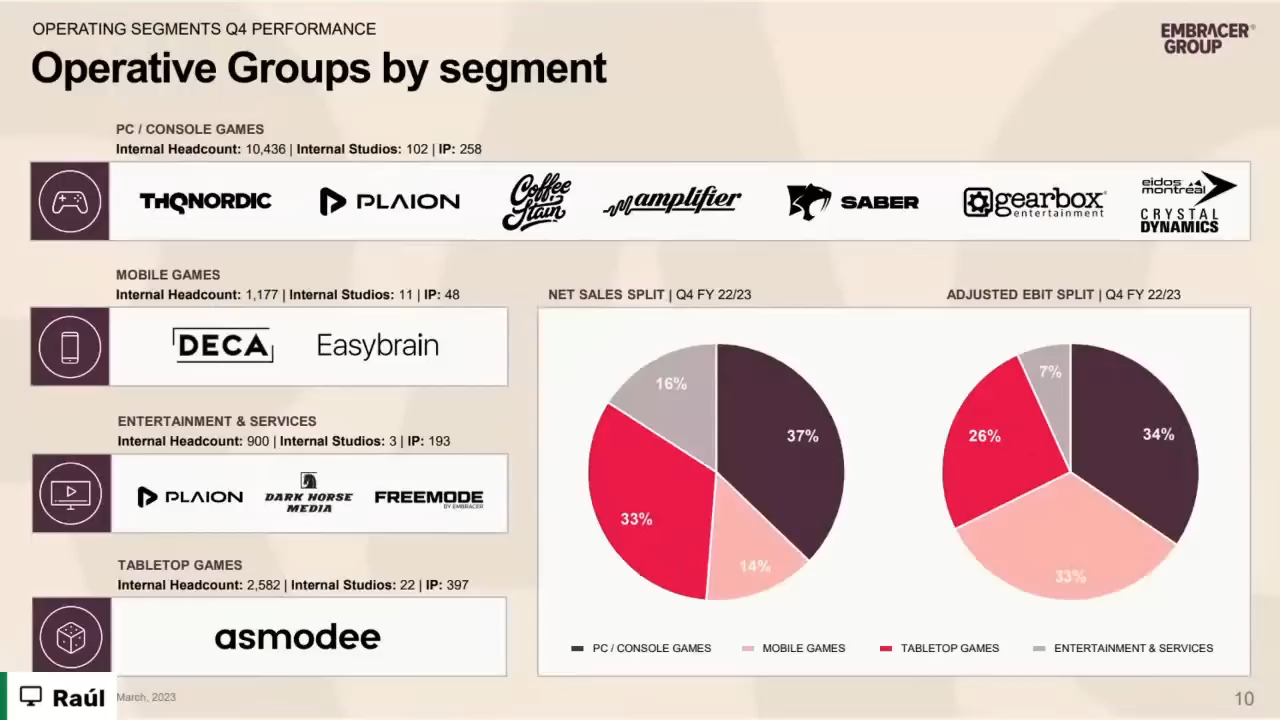 OPERATING SEGMENTS Q4 PERFORMANCE
EMBRACER®
GROUP
Operative Groups by segment
PC / CONSOLE GAMES
Internal Headcount: 10,436 | Internal Studios: 102 | IP: 258
THQNORDIC
PLAION
Coffee
Stain
amplifier
SABER
gearbox®
entertainment
eidos
montréal
CRYSTAL
DYNAMICS
MOBILE GAMES
Internal Headcount: 1,177 | Internal Studios: 11 | IP: 48
DECA
Easybrain
ENTERTAINMENT & SERVICES
Internal Headcount: 900 | Internal Studios: 3 | IP: 193
PLAION
DARK HORSE
MEDIA
FREEMODE
BY EMBRACER
TABLETOP GAMES
Internal Headcount: 2,582 | Internal Studios: 22 | IP: 397
asmodee
NET SALES SPLIT | Q4 FY 22/23
16%
37%
33%
14%
ADJUSTED EBIT SPLIT | Q4 FY 22/23
7%
34%
26%
33%
PC / CONSOLE GAMES
MOBILE GAMES
TABLETOP GAMES
ENTERTAINMENT & SERVICES
Raúl
March, 2023
10